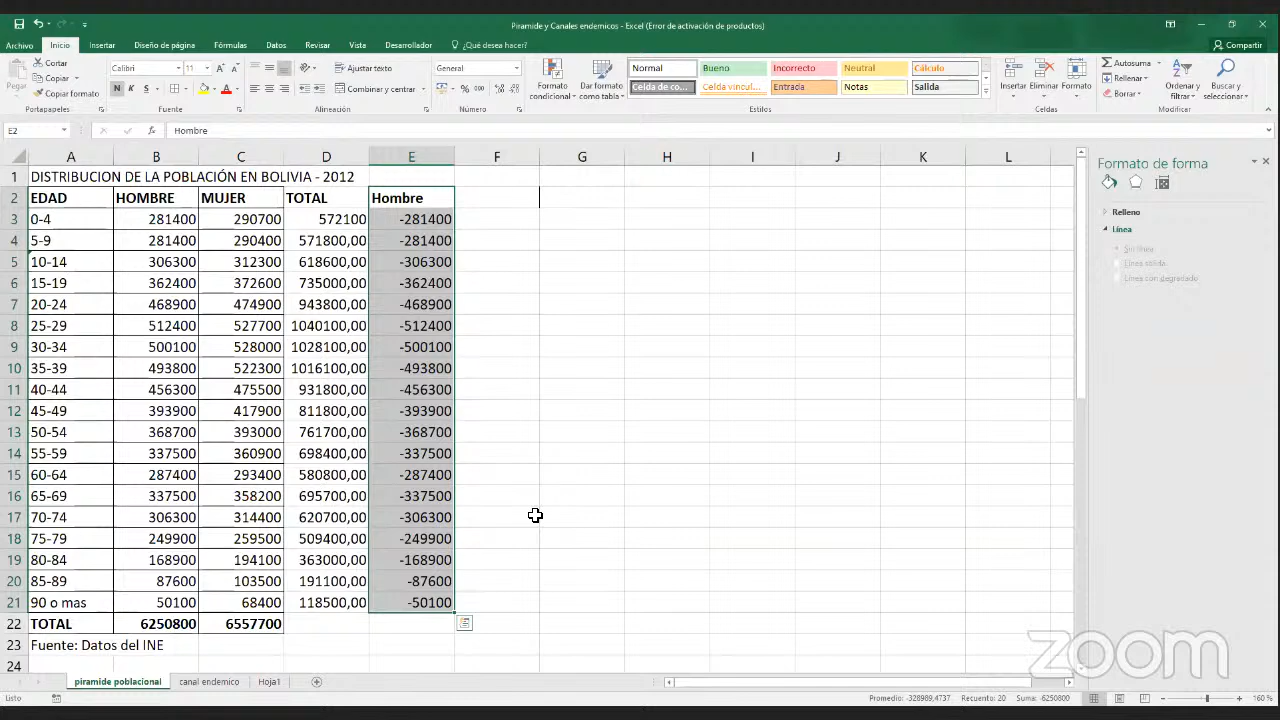 Piramide y Canales endemicos - Excel (Error de activación de productos)
Archivo Inicio Insertar Diseño de página Fórmulas Datos Revisar Vista Desarrollador ¿Qué desea hacer? Compartir
Pegar
Cortar
Copiar
Copiar formato
Portapapeles
Calibri 11
N K S
Fuente
Ajustar texto
Combinar y centrar
Alineación
General
Número
Formato condicional
Dar formato como tabla
Normal Bueno Incorrecto Neutral Cálculo
Celda de co... Celda vincul... Entrada Notas Salida
Estilos
Insertar Eliminar Formato
Celdas
Autosuma
Rellenar
Borrar
Ordenar y filtrar
Buscar y seleccionar
Modificar
E2 Hombre
A B C D E F G H I J K L
1 DISTRIBUCION DE LA POBLACIÓN EN BOLIVIA - 2012
2 EDAD HOMBRE MUJER TOTAL Hombre
3 0-4 281400 290700 572100 -281400
4 5-9 281400 290400 571800,00 -281400
5 10-14 306300 312300 618600,00 -306300
6 15-19 362400 372600 735000,00 -362400
7 20-24 468900 474900 943800,00 -468900
8 25-29 512400 527700 1040100,00 -512400
9 30-34 500100 528000 1028100,00 -500100
10 35-39 493800 522300 1016100,00 -493800
11 40-44 456300 475500 931800,00 -456300
12 45-49 393900 417900 811800,00 -393900
13 50-54 368700 393000 761700,00 -368700
14 55-59 337500 360900 698400,00 -337500
15 60-64 287400 293400 580800,00 -287400
16 65-69 337500 358200 695700,00 -337500
17 70-74 306300 314400 620700,00 -306300
18 75-79 249900 259500 509400,00 -249900
19 80-84 168900 194100 363000,00 -168900
20 85-89 87600 103500 191100,00 -87600
21 90 o mas 50100 68400 118500,00 -50100
22 TOTAL 6250800 6557700
23 Fuente: Datos del INE
24
Formato de forma
Relleno
Línea
Sin línea
Línea sólida
Línea con degradado
zoom
piramide poblacional canal endemico Hoja1
Listo Promedio: -328989,4737 Recuento: 20 Suma: -6250800 160 %